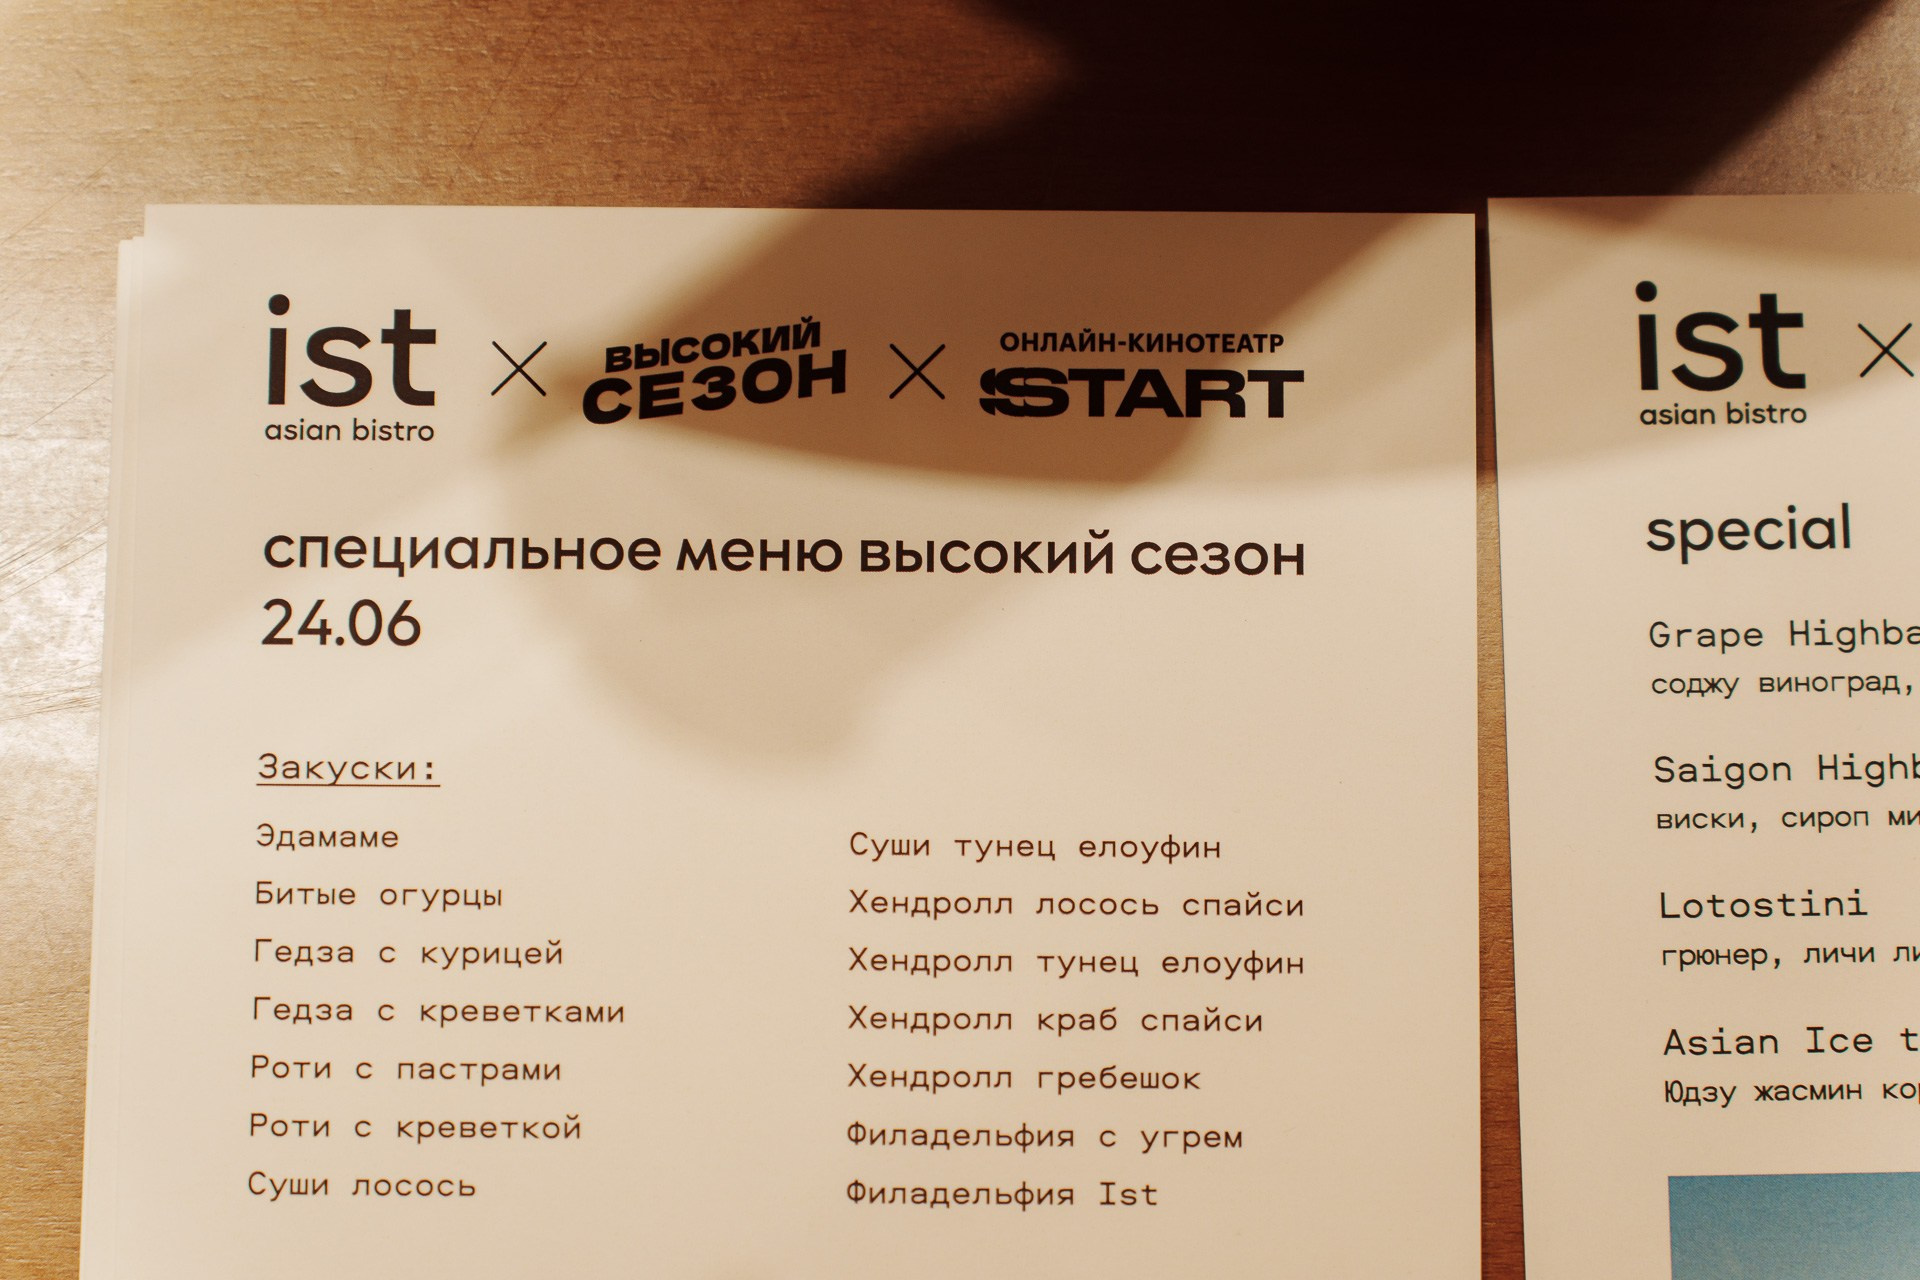 ist
asian bistro
ВЫСОКИЙ
СЕЗОН
ОНЛАЙН-КИНОТЕАТР
START
специальное меню высокий сезон
24.06
Закуски:
Эдамаме
Битые огурцы
Гедза с курицей
Гедза с креветками
Роти с пастрами
Роти с креветкой
Суши лосось
Суши тунец елоуфин
Хендролл лосось спайси
Хендролл тунец елоуфин
Хендролл краб спайси
Хендролл гребешок
Филадельфия с угрем
Филадельфия Ist
ist
asian bistro
special
Grape
соджу виноград,
Saigon
виски, сироп
Lotostini
грюнер, личи
Asian Ice
Юдзу жасмин